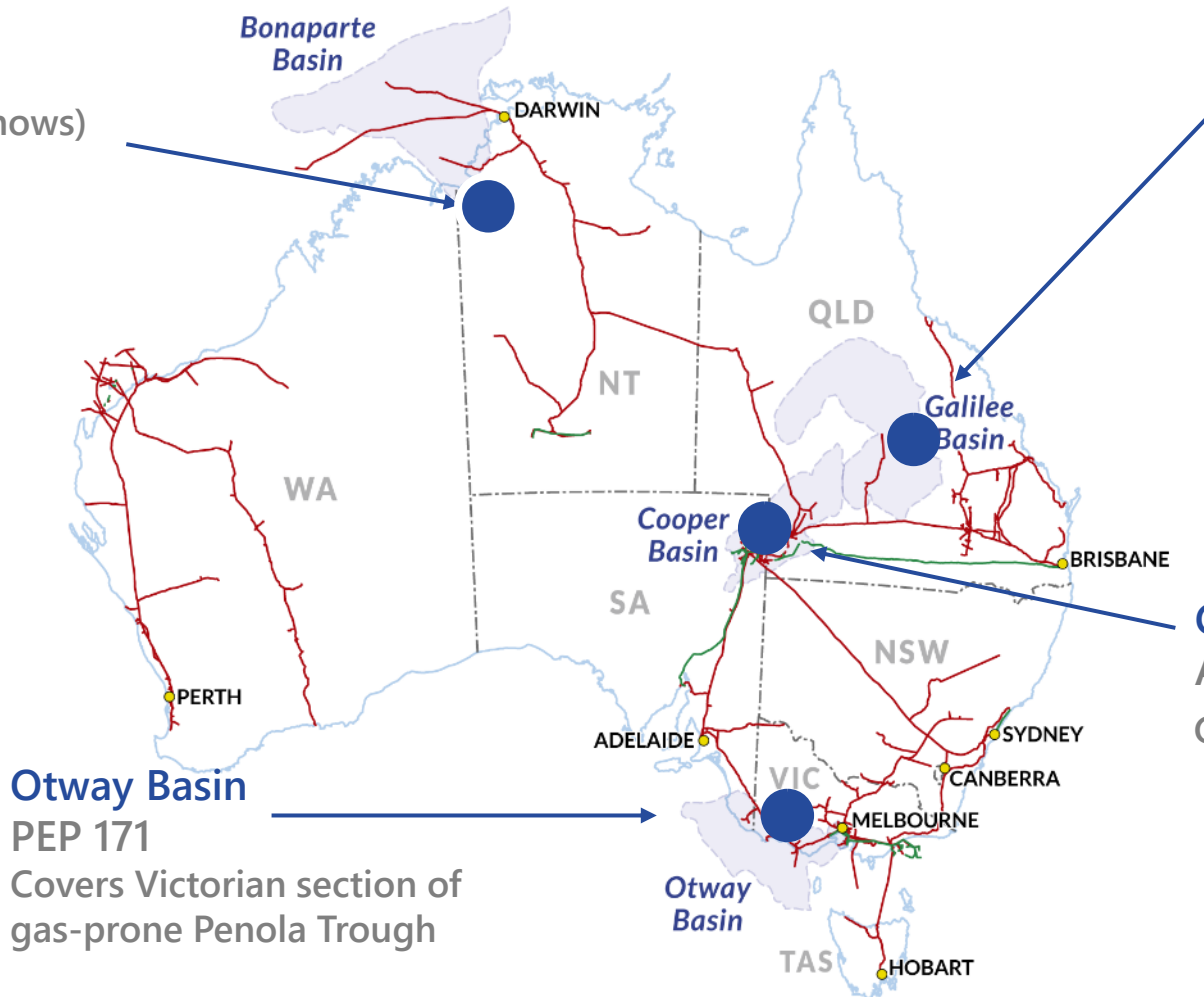 Bonaparte
Basin
DARWIN
QLD
NT
Galilee
Basin
WA
Cooper
Basin
BRISBANE
SA
NSW
PERTH
ADELAIDE
SYDNEY
CANBERRA
VIC
MELBOURNE
Otway Basin
PEP 171
Covers Victorian section of
gas-prone Penola Trough
Otway
Basin
TAS
HOBART